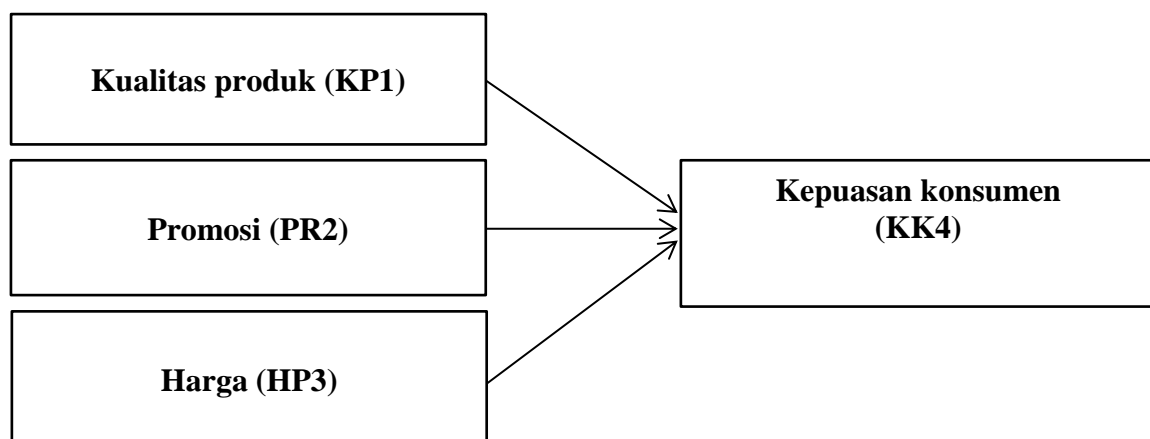 Kualitas produk (KP1)
Promosi (PR2)
Harga (HP3)
Kepuasan konsumen
(KK4)